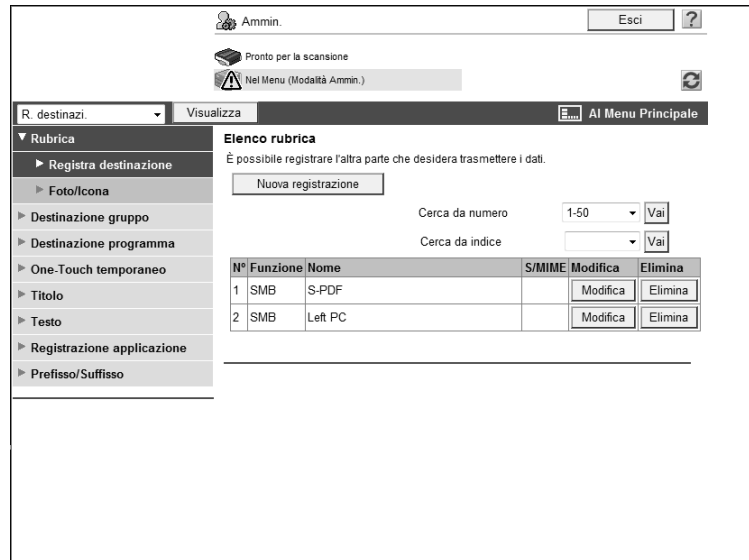 Ammin.
Esci
?
Pronto per la scansione
Nel Menu (Modalità Ammin.)
R. destinazi.
Visualizza
Al Menu Principale
Rubrica
Registra destinazione
Foto/Icona
Destinazione gruppo
Destinazione programma
One-Touch temporaneo
Titolo
Testo
Registrazione applicazione
Prefisso/Suffisso
Elenco rubrica
È possibile registrare l'altra parte che desidera trasmettere i dati.
Nuova registrazione
Cerca da numero 1-50 Vai
Cerca da indice Vai
Nº Funzione Nome S/MIME Modifica Elimina
1 SMB S-PDF Modifica Elimina
2 SMB Left PC Modifica Elimina